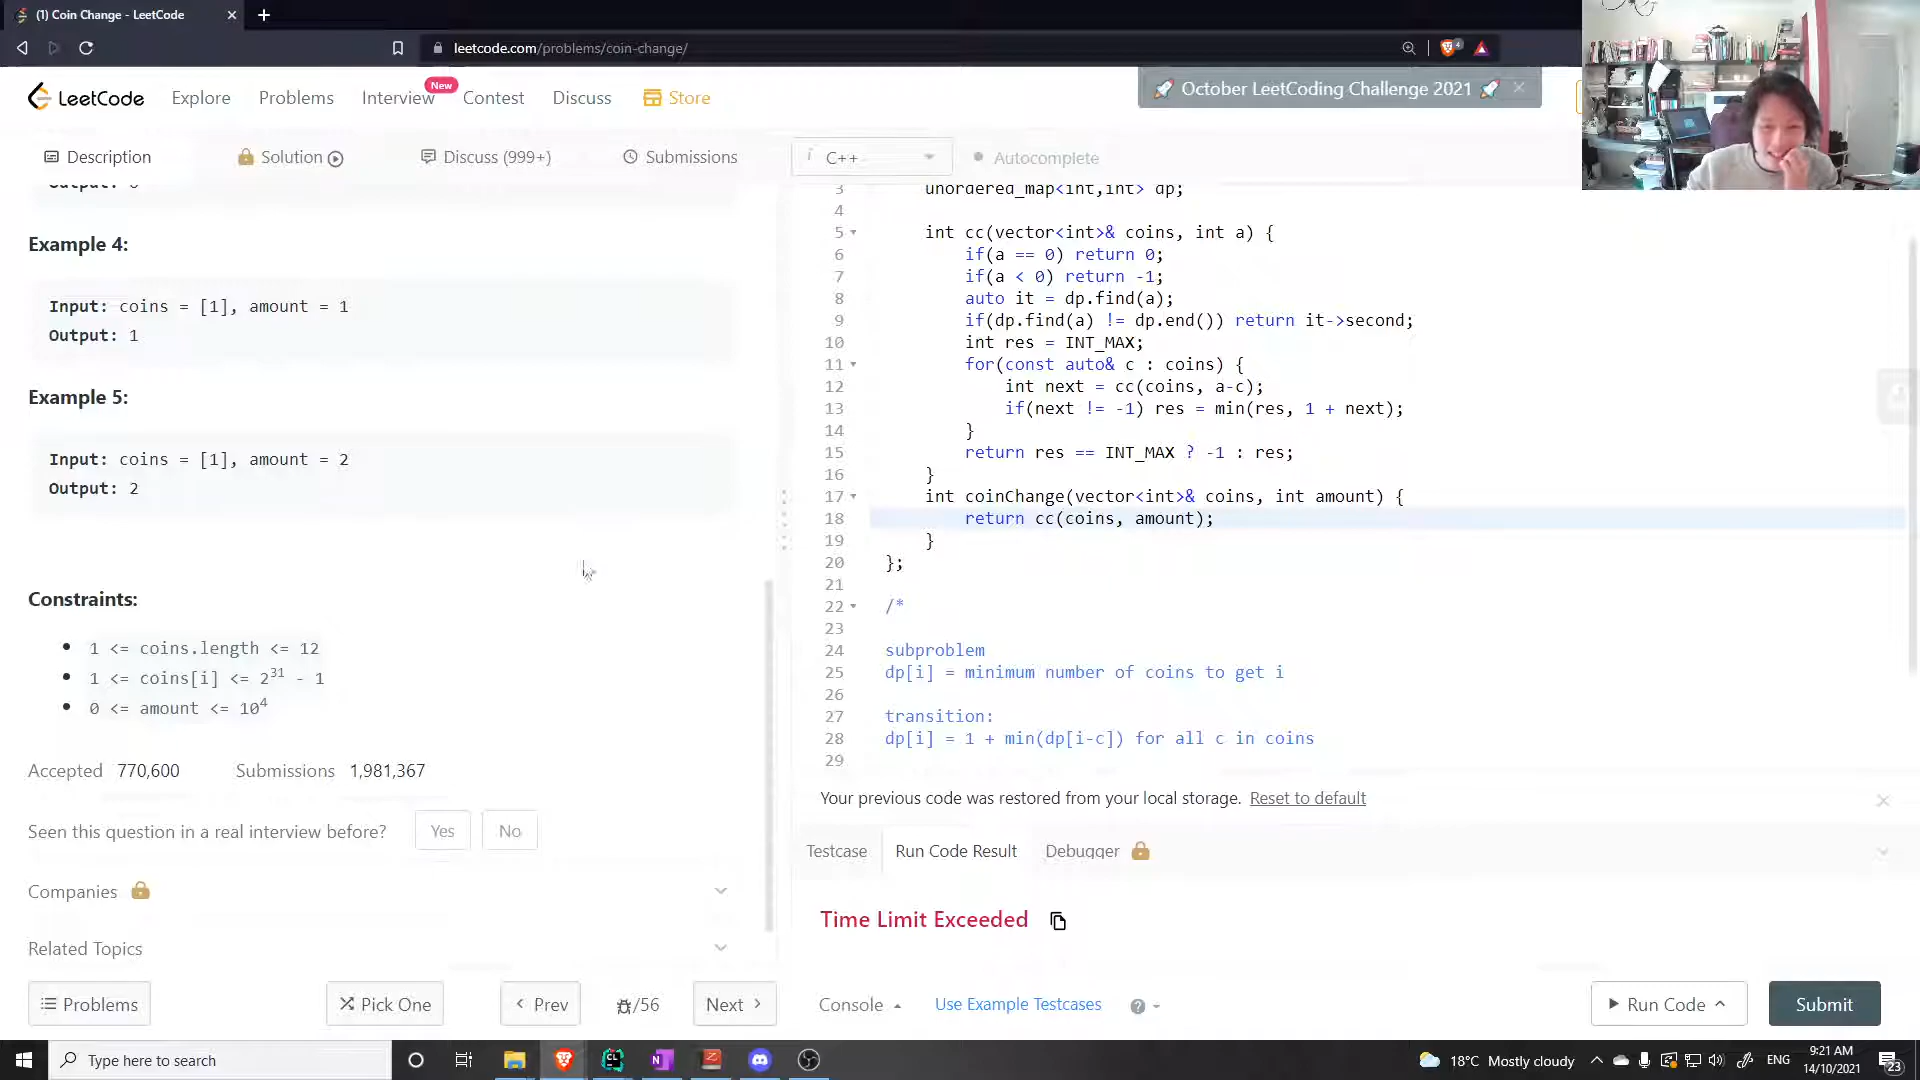 (1) Coin Change - LeetCode
leetcode.com/problems/coin-change/
LeetCode
Explore
Problems
Interview
New
Contest
Discuss
Store
October LeetCoding Challenge 2021
Description
Solution
Discuss (999+)
Submissions
i C++
Autocomplete
Example 4:
Input: coins = [1], amount = 1
Output: 1
Example 5:
Input: coins = [1], amount = 2
Output: 2
Constraints:
1 <= coins.length <= 12
1 <= coins[i] <= 2^31 - 1
0 <= amount <= 10^4
Accepted 770,600 Submissions 1,981,367
Seen this question in a real interview before? Yes No
Companies
Related Topics
Problems
Pick One
Prev
/56
Next
3 unordered_map<int,int> dp;
4
5 int cc(vector<int>& coins, int a) {
6 if(a == 0) return 0;
7 if(a < 0) return -1;
8 auto it = dp.find(a);
9 if(dp.find(a) != dp.end()) return it->second;
10 int res = INT_MAX;
11 for(const auto& c : coins) {
12 int next = cc(coins, a-c);
13 if(next != -1) res = min(res, 1 + next);
14 }
15 return res == INT_MAX ? -1 : res;
16 }
17 int coinChange(vector<int>& coins, int amount) {
18 return cc(coins, amount);
19 }
20 };
21
22 /*
23
24 subproblem
25 dp[i] = minimum number of coins to get i
26
27 transition:
28 dp[i] = 1 + min(dp[i-c]) for all c in coins
29
Your previous code was restored from your local storage. Reset to default
Testcase
Run Code Result
Debugger
Time Limit Exceeded
Console
Use Example Testcases
Run Code
Submit
Type here to search
18°C Mostly cloudy
ENG
9:21 AM
14/10/2021
23